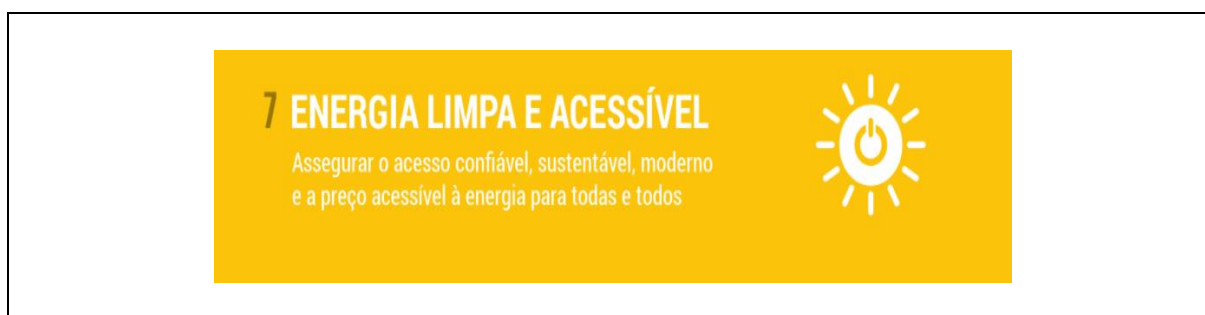 7 ENERGIA LIMPA E ACESSÍVEL
Assegurar o acesso confiável, sustentável, moderno
e a preço acessível à energia para todas e todos